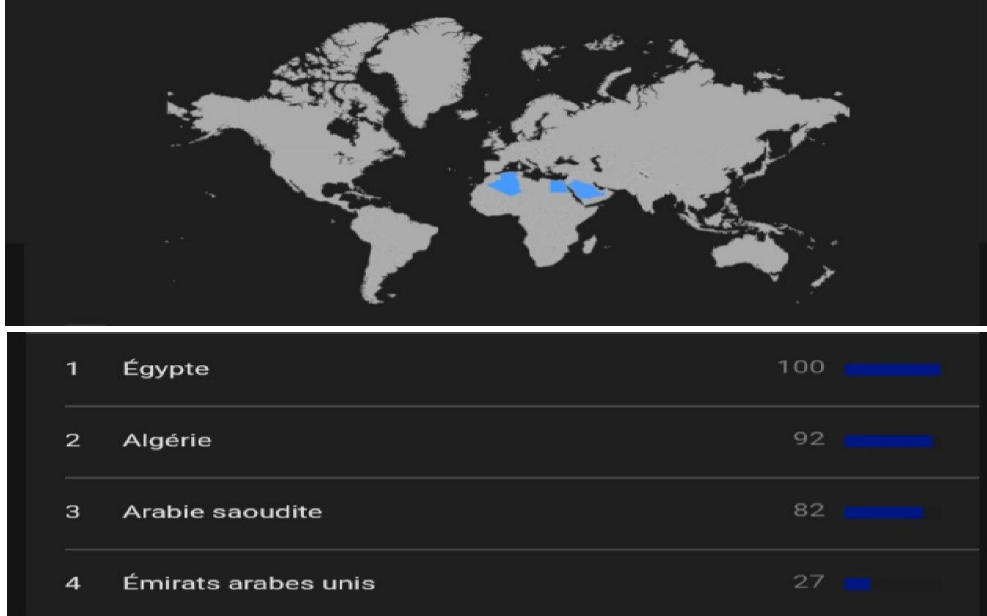 1 Égypte 100
2 Algérie 92
3 Arabie saoudite 82
4 Émirats arabes unis 27